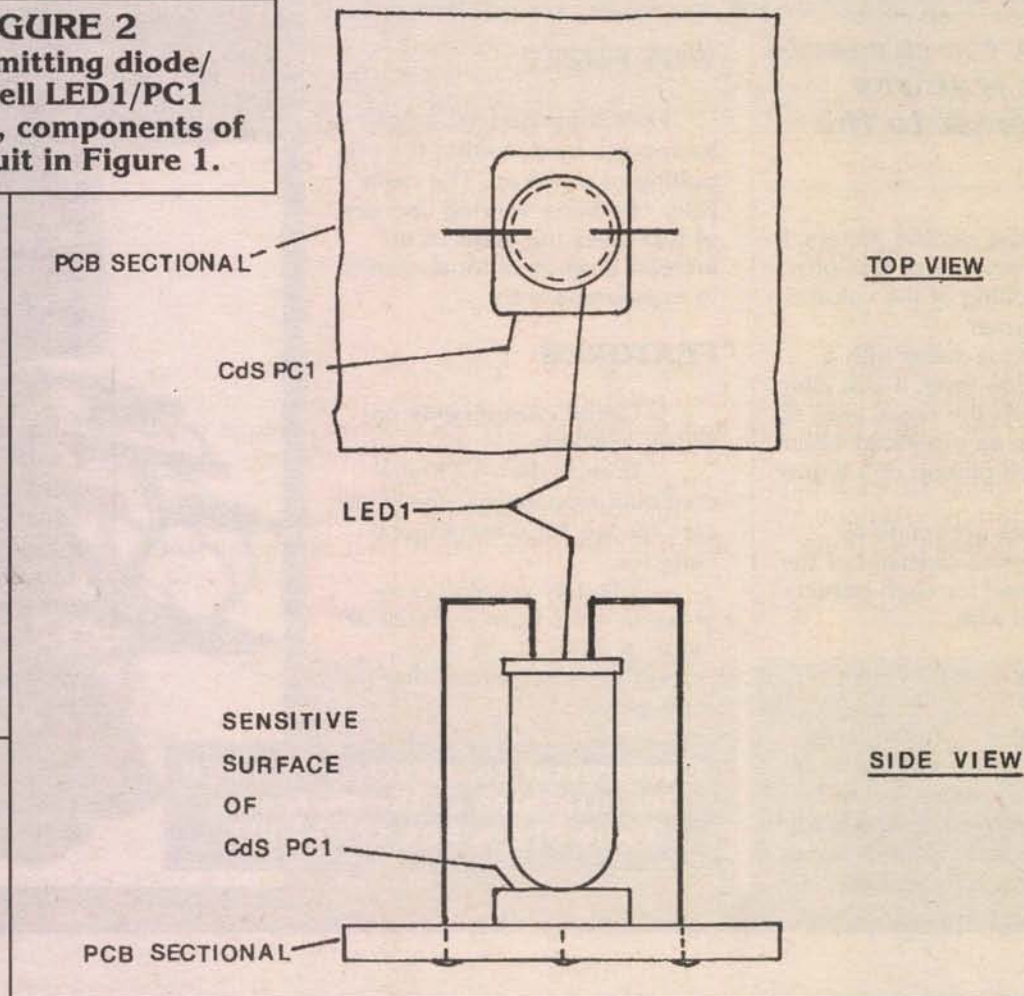 GURE 2
mitting diode/
ell LED1/PC1
, components of
uit in Figure 1.
PCB SECTIONAL
TOP VIEW
CdS PC1
LED1
SENSITIVE
SURFACE
OF
CdS PC1
SIDE VIEW
PCB SECTIONAL